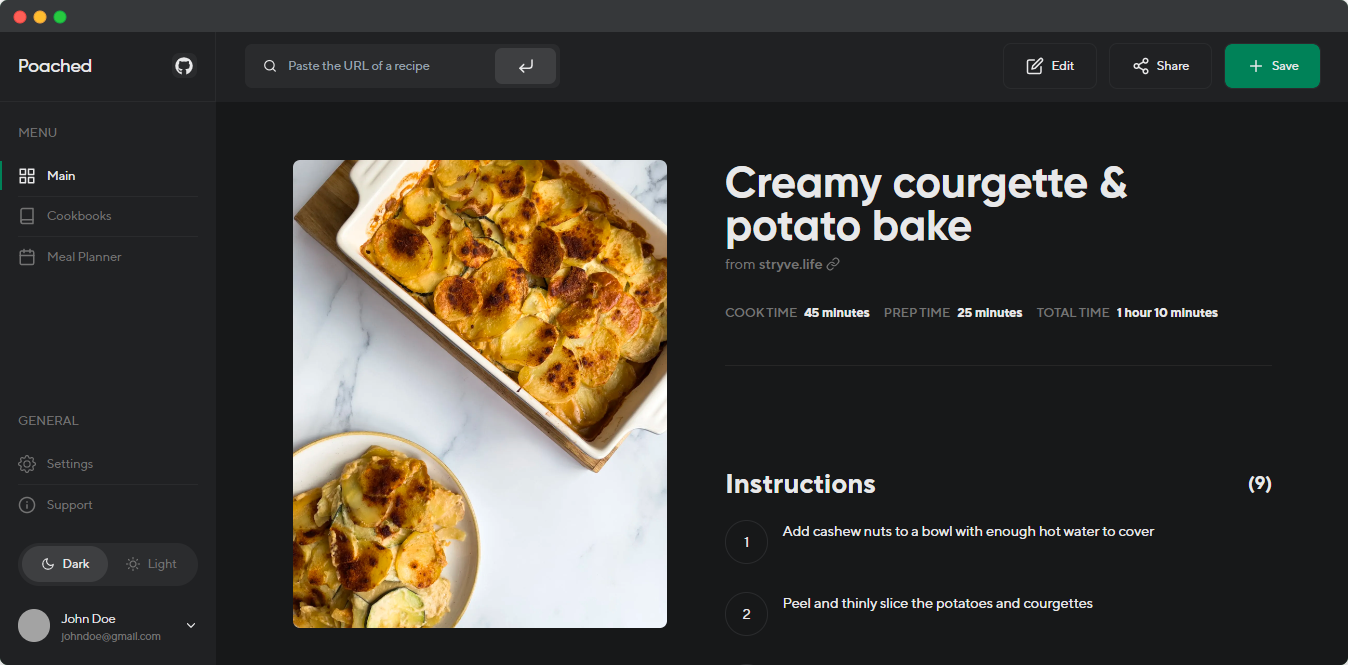 Poached
Paste the URL of a recipe
Edit
Share
Save
MENU
Main
Cookbooks
Meal Planner
GENERAL
Settings
Support
Dark
Light
John Doe
johndoe@gmail.com
Creamy courgette &
potato bake
from stryve.life
COOK TIME 45 minutes PREP TIME 25 minutes TOTAL TIME 1 hour 10 minutes
Instructions (9)
1 Add cashew nuts to a bowl with enough hot water to cover
2 Peel and thinly slice the potatoes and courgettes